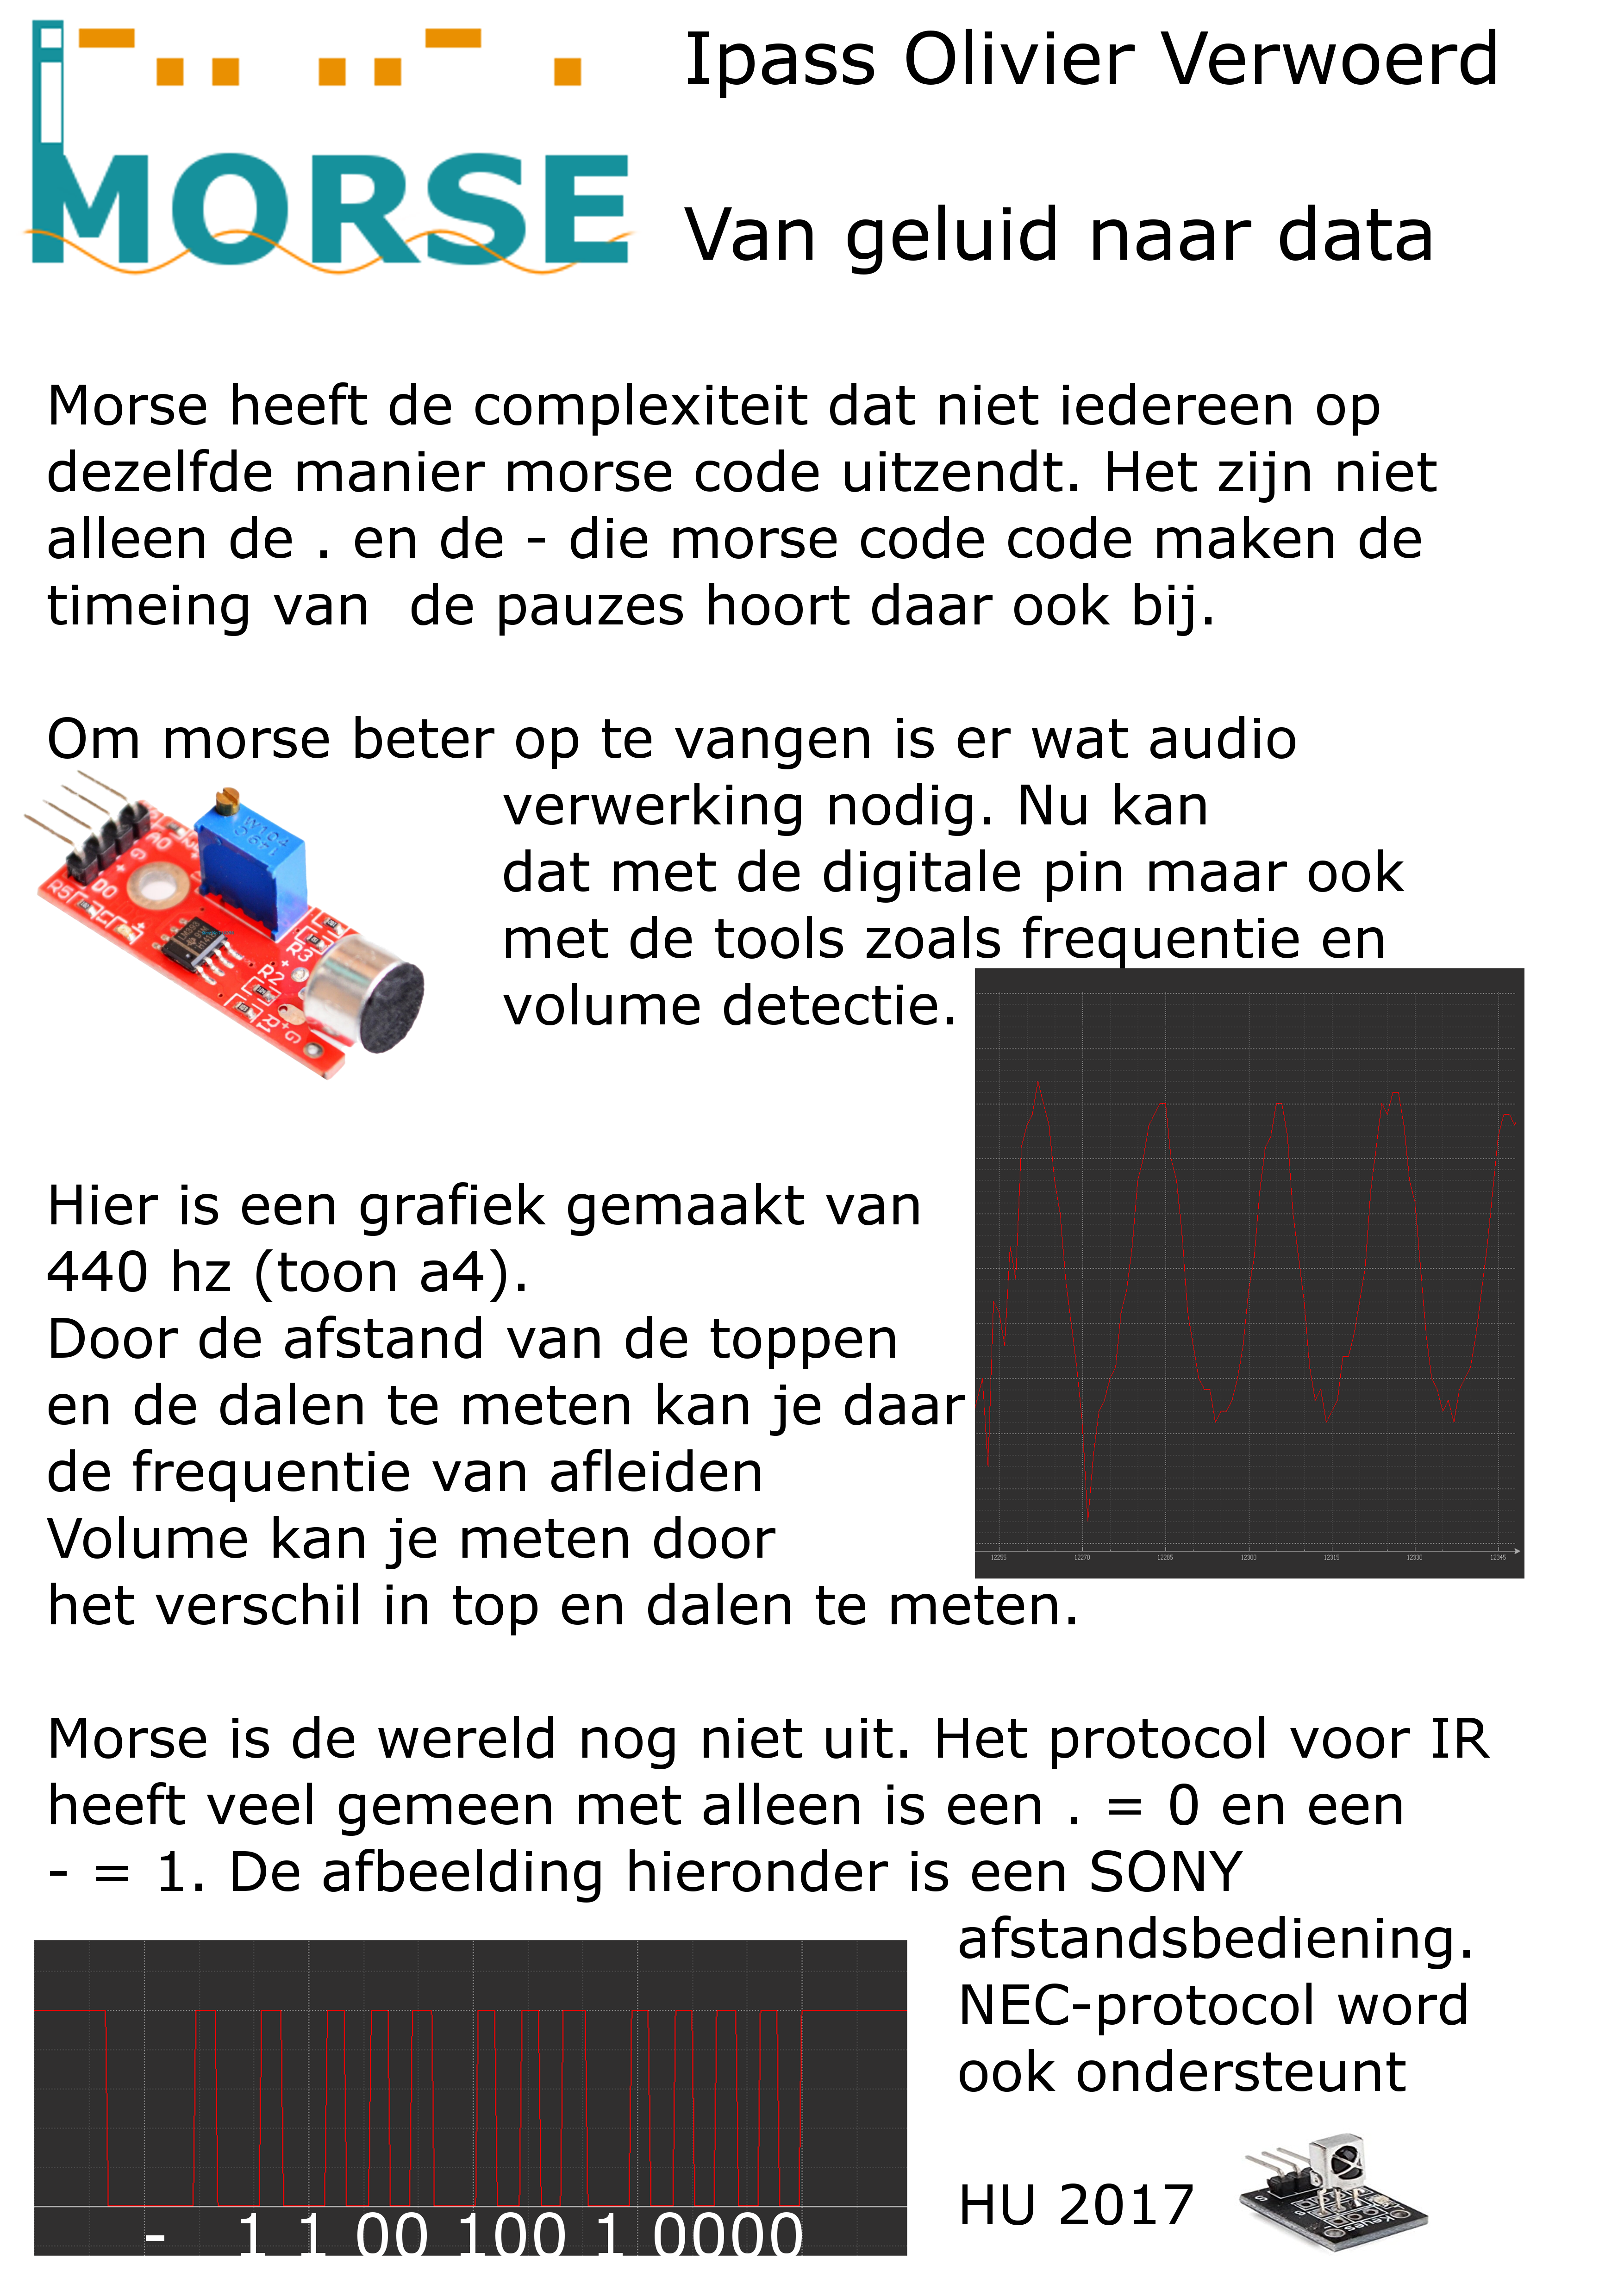 MORSE
Ipass Olivier Verwoerd
Van geluid naar data
Morse heeft de complexiteit dat niet iedereen op
dezelfde manier morse code uitzendt. Het zijn niet
alleen de . en de - die morse code code maken de
timeing van  de pauzes hoort daar ook bij.
Om morse beter op te vangen is er wat audio
verwerking nodig. Nu kan
dat met de digitale pin maar ook
met de tools zoals frequentie en
volume detectie.
R5
DO
G
+
AO
W104
R3
R2
R1
12255 12270 12285 12300 12315 12330 12345
Hier is een grafiek gemaakt van
440 hz (toon a4).
Door de afstand van de toppen
en de dalen te meten kan je daar
de frequentie van afleiden
Volume kan je meten door
het verschil in top en dalen te meten.
Morse is de wereld nog niet uit. Het protocol voor IR
heeft veel gemeen met alleen is een . = 0 en een
- = 1. De afbeelding hieronder is een SONY
afstandsbediening.
NEC-protocol word
ook ondersteunt
- 1 1 00 100 1 0000
HU 2017
S
keyes